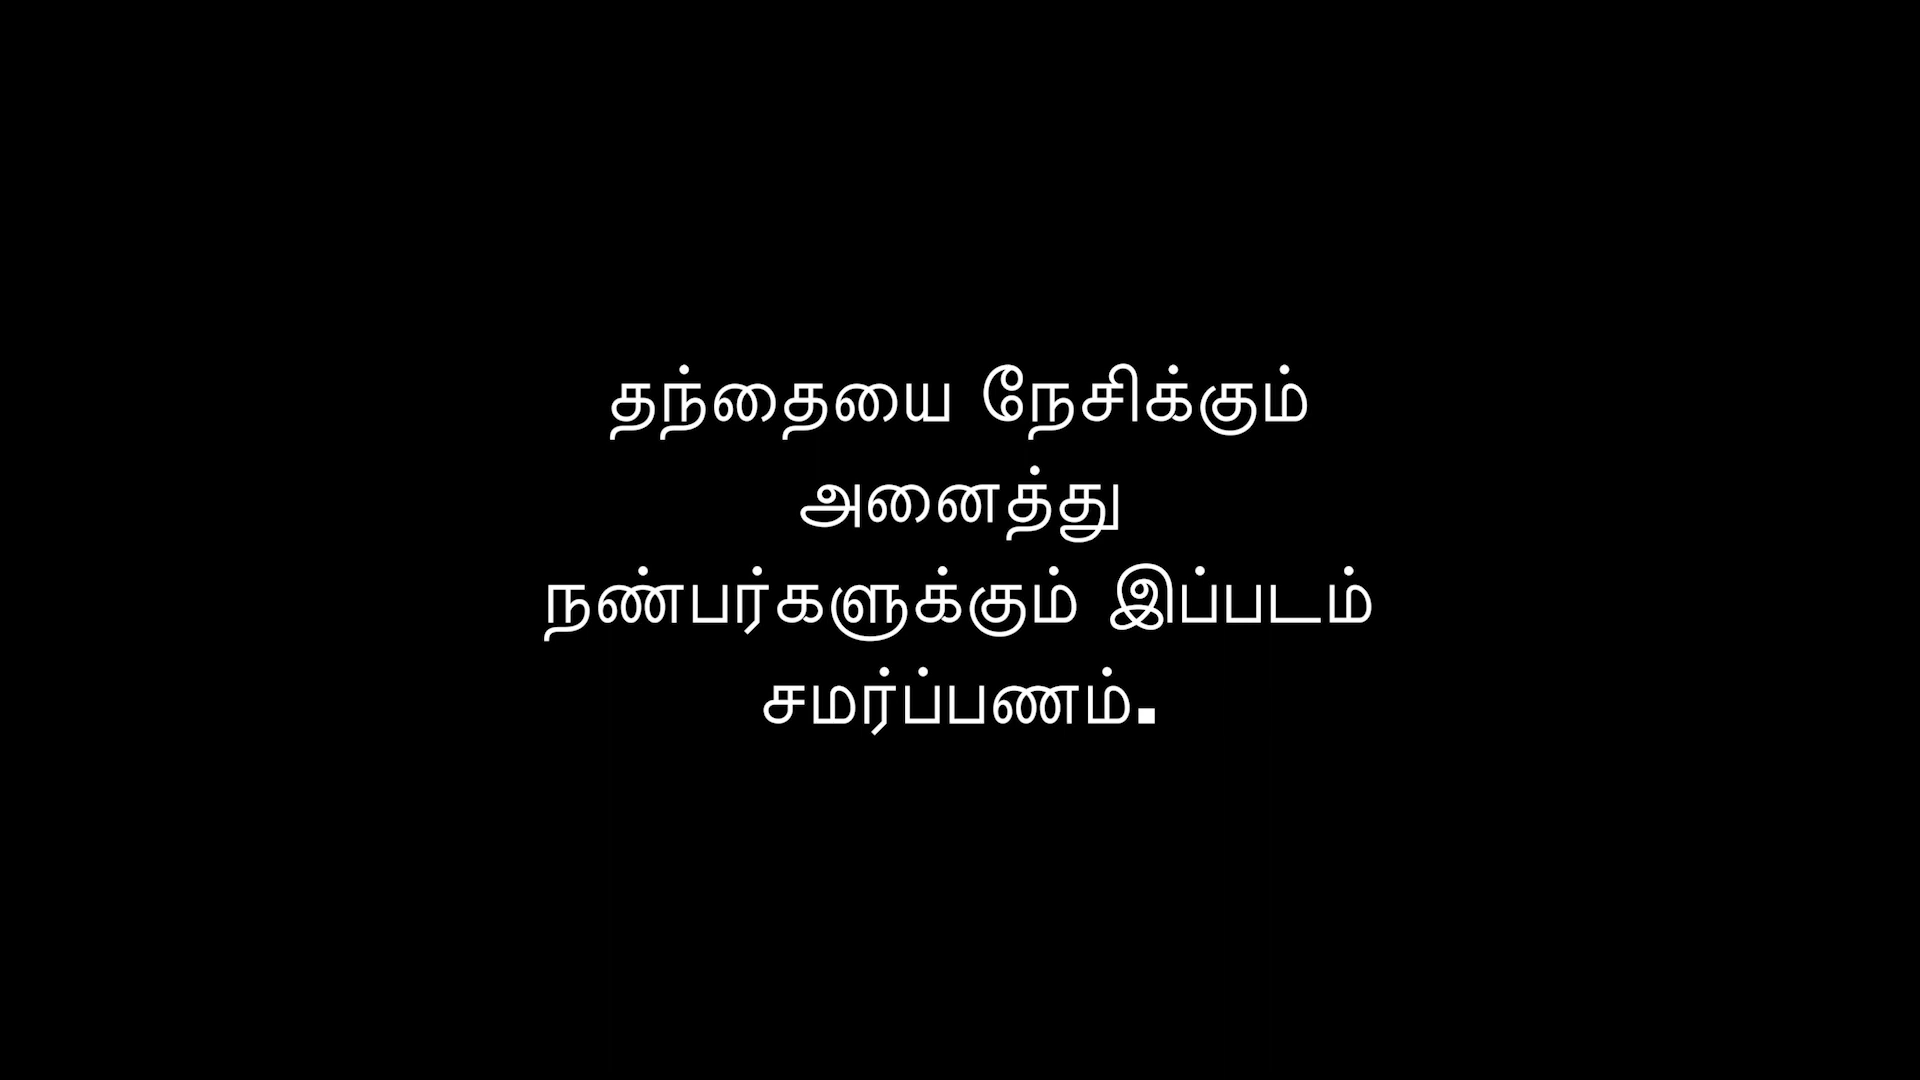 தந்தையை நேசிக்கும்
அனைத்து
நண்பர்களுக்கும் இப்படம்
சமர்ப்பணம்.